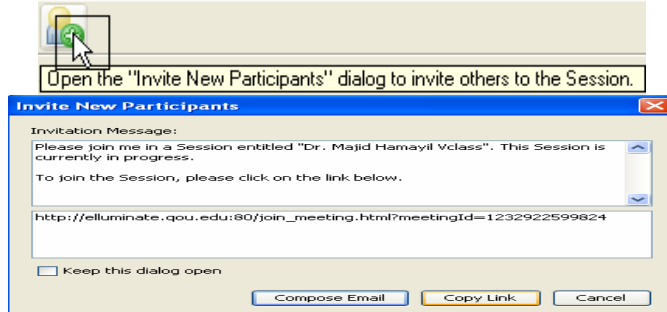 Open the "Invite New Participants" dialog to invite others to the Session.
Invite New Participants
Invitation Message:
Please join me in a Session entitled "Dr. Majid Hamayil Vclass". This Session is
currently in progress.
To join the Session, please click on the link below.
http://elluminate.qou.edu:80/join_meeting.html?meetingId=1232922599824
Keep this dialog open
Compose Email Copy Link Cancel